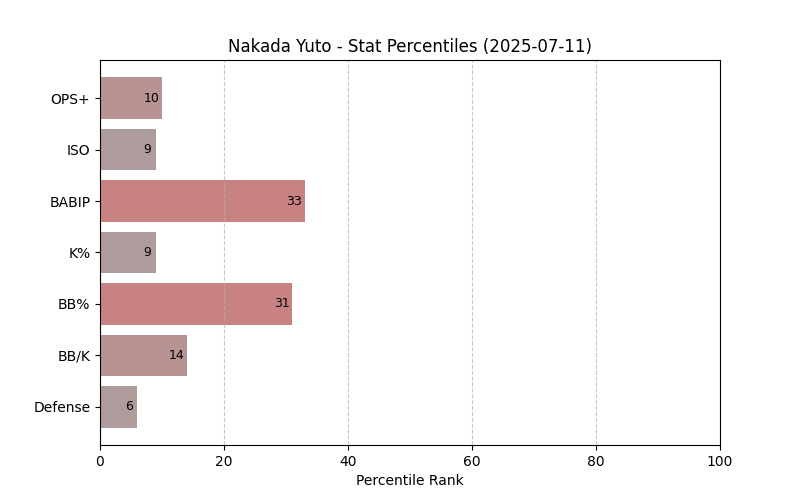 Nakada Yuto - Stat Percentiles (2025-07-11)
OPS+ 10
ISO 9
BABIP 33
K% 9
BB% 31
BB/K 14
Defense 6
0 20 40 60 80 100
Percentile Rank